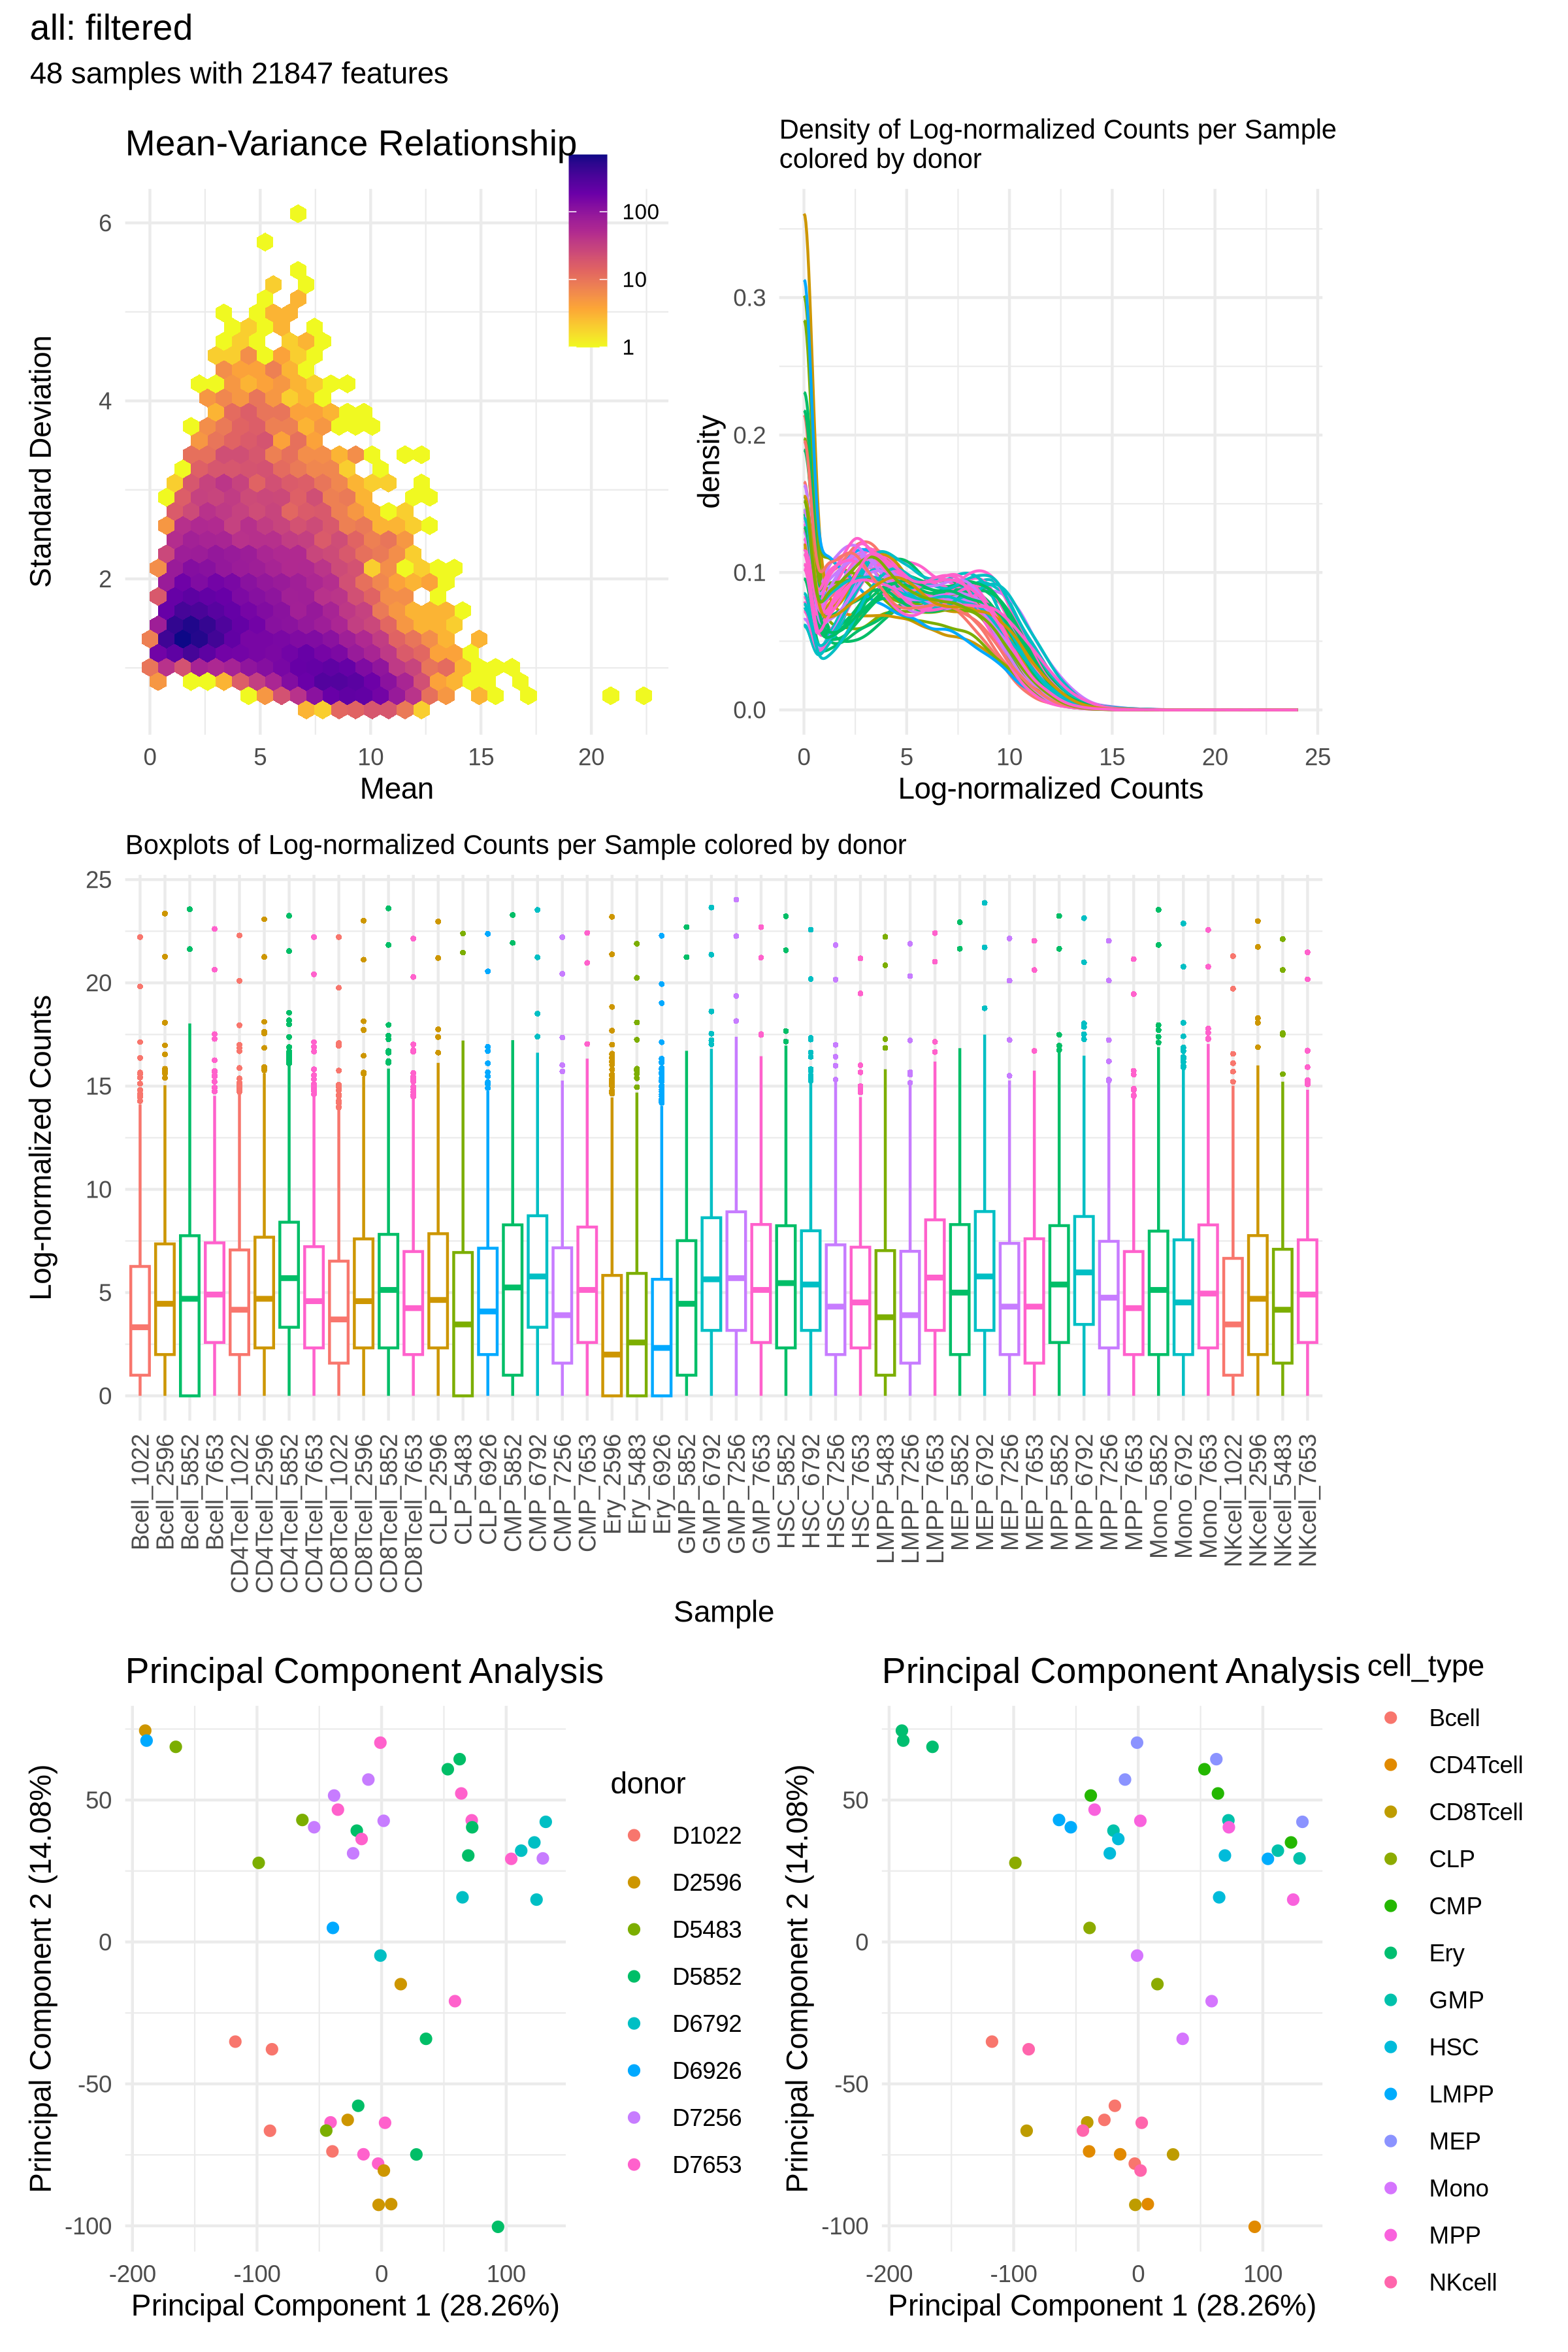 all: filtered
48 samples with 21847 features
Mean-Variance Relationship
100
10
1
6
4
2
Standard Deviation
0 5 10 15 20
Mean
Density of Log-normalized Counts per Sample
colored by donor
0.3
0.2
0.1
0.0
density
0 5 10 15 20 25
Log-normalized Counts
Boxplots of Log-normalized Counts per Sample colored by donor
25
20
15
10
5
0
Log-normalized Counts
Bcell_1022
Bcell_2596
Bcell_5852
Bcell_7653
CD4Tcell_1022
CD4Tcell_2596
CD4Tcell_5852
CD4Tcell_7653
CD8Tcell_1022
CD8Tcell_2596
CD8Tcell_5852
CD8Tcell_7653
CLP_2596
CLP_5483
CLP_6926
CMP_5852
CMP_6792
CMP_7256
CMP_7653
Ery_2596
Ery_5483
Ery_6926
GMP_5852
GMP_6792
GMP_7256
GMP_7653
HSC_5852
HSC_6792
HSC_7256
HSC_7653
LMPP_5483
LMPP_7256
LMPP_7653
MEP_5852
MEP_6792
MEP_7256
MEP_7653
MPP_5852
MPP_6792
MPP_7256
MPP_7653
Mono_5852
Mono_6792
Mono_7653
NKcell_1022
NKcell_2596
NKcell_5483
NKcell_7653
Sample
Principal Component Analysis
50
0
-50
-100
Principal Component 2 (14.08%)
-200 -100 0 100
Principal Component 1 (28.26%)
donor
D1022
D2596
D5483
D5852
D6792
D6926
D7256
D7653
Principal Component Analysis
50
0
-50
-100
Principal Component 2 (14.08%)
-200 -100 0 100
Principal Component 1 (28.26%)
cell_type
Bcell
CD4Tcell
CD8Tcell
CLP
CMP
Ery
GMP
HSC
LMPP
MEP
Mono
MPP
NKcell